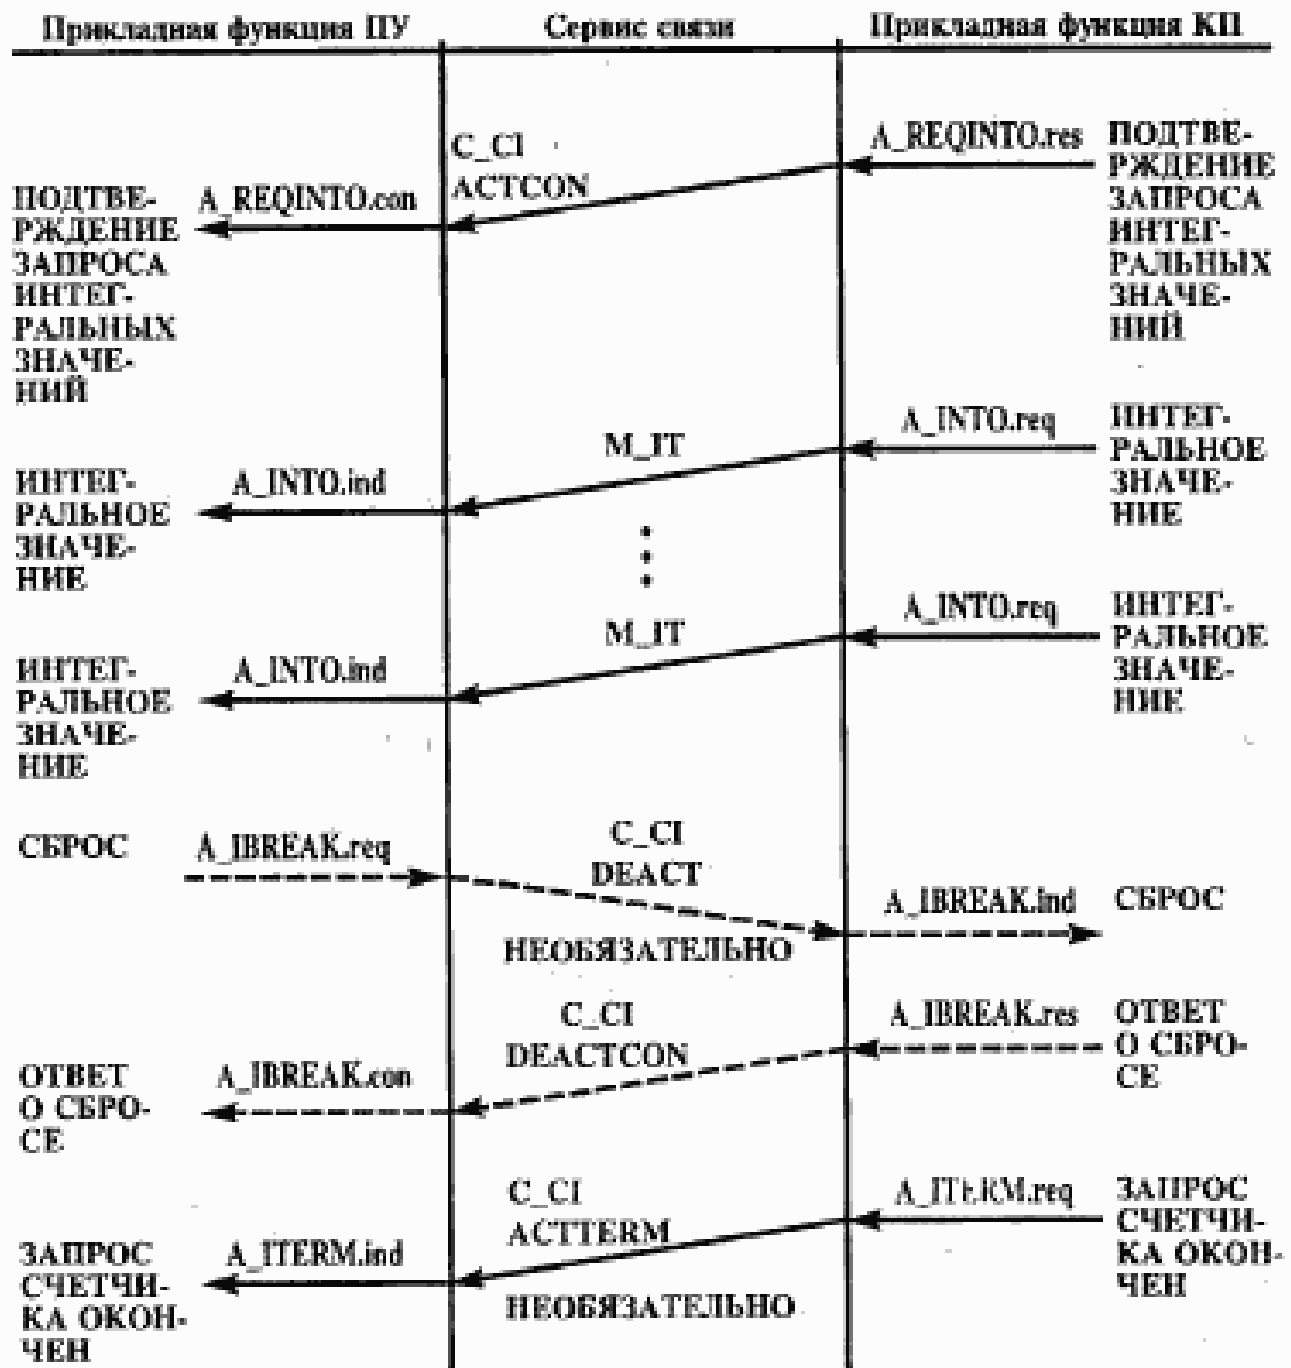 Прикладная функция ПУ
Сервис связи
Прикладная функция КП
C_CI
ACTCON
A_REQINTO.res
ПОДТВЕ-
РЖДЕНИЕ
ЗАПРОСА
ИНТЕГ-
РАЛЬНЫХ
ЗНАЧЕ-
НИЙ
ПОДТВЕ-
РЖДЕНИЕ
ЗАПРОСА
ИНТЕГ-
РАЛЬНЫХ
ЗНАЧЕ-
НИЙ
A_REQINTO.con
M_IT
A_INTO.req
ИНТЕГ-
РАЛЬНОЕ
ЗНАЧЕ-
НИЕ
ИНТЕГ-
РАЛЬНОЕ
ЗНАЧЕ-
НИЕ
A_INTO.ind
M_IT
A_INTO.req
ИНТЕГ-
РАЛЬНОЕ
ЗНАЧЕ-
НИЕ
ИНТЕГ-
РАЛЬНОЕ
ЗНАЧЕ-
НИЕ
A_INTO.ind
СБРОС
A_IBREAK.req
C_CI
DEACT
НЕОБЯЗАТЕЛЬНО
A_IBREAK.ind
СБРОС
C_CI
DEACTCON
A_IBREAK.res
ОТВЕТ
О СБРО-
СЕ
ОТВЕТ
О СБРО-
СЕ
A_IBREAK.con
C_CI
ACTTERM
НЕОБЯЗАТЕЛЬНО
A_ITERM.req
ЗАПРОС
СЧЕТЧИ-
КА ОКОН-
ЧЕН
ЗАПРОС
СЧЕТЧИ-
КА ОКОН-
ЧЕН
A_ITERM.ind